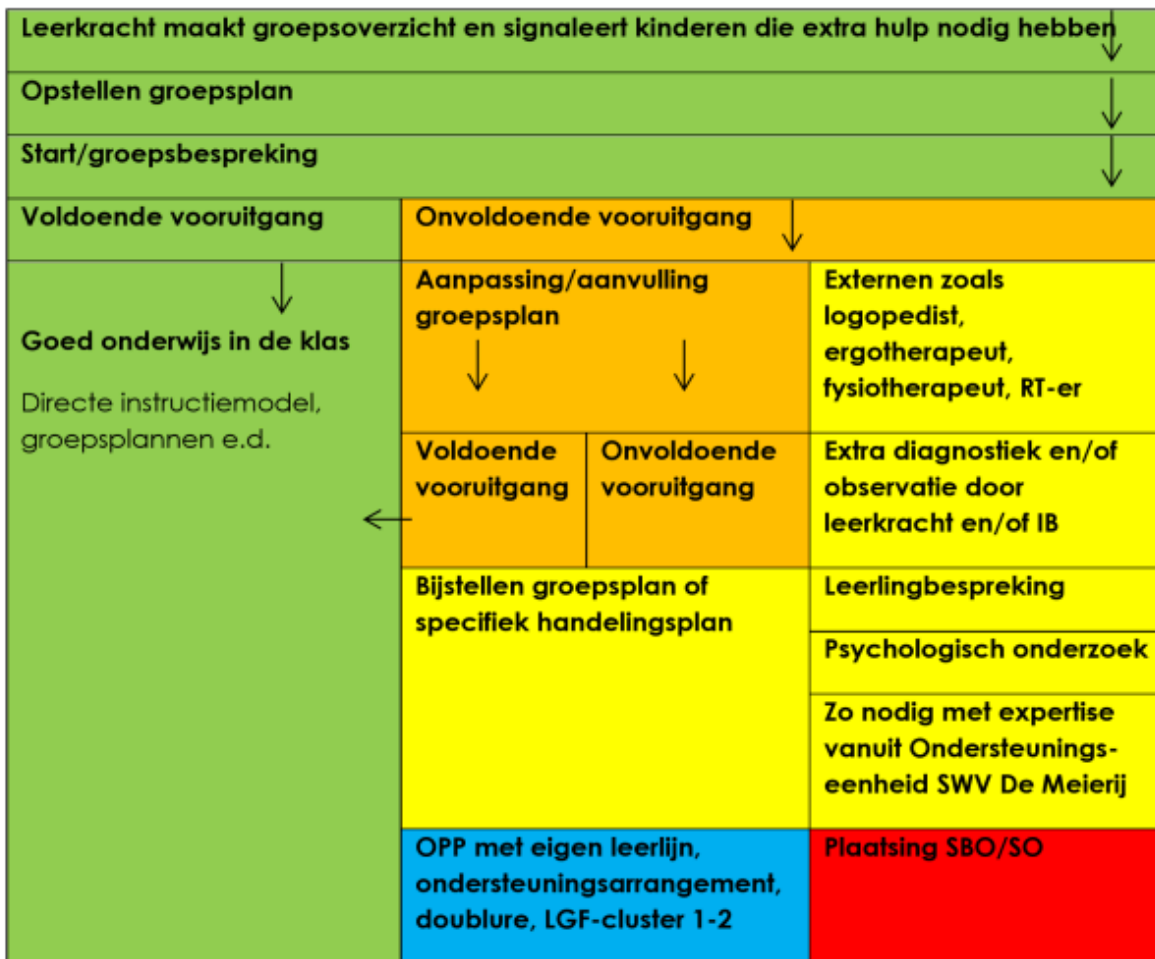 Leerkracht maakt groepsoverzicht en signaleert kinderen die extra hulp nodig hebben
Opstellen groepsplan
Start/groepsbespreking
Voldoende vooruitgang
Onvoldoende vooruitgang
Goed onderwijs in de klas
Directe instructiemodel,
groepsplannen e.d.
Aanpassing/aanvulling
groepsplan
Externen zoals
logopedist,
ergotherapeut,
fysiotherapeut, RT-er
Voldoende
vooruitgang
Onvoldoende
vooruitgang
Extra diagnostiek en/of
observatie door
leerkracht en/of IB
Bijstellen groepsplan of
specifiek handelingsplan
Leerlingbespreking
Psychologisch onderzoek
Zo nodig met expertise
vanuit Ondersteunings-
eenheid SWV De Meierij
OPP met eigen leerlijn,
ondersteuningsarrangement,
doublure, LGF-cluster 1-2
Plaatsing SBO/SO